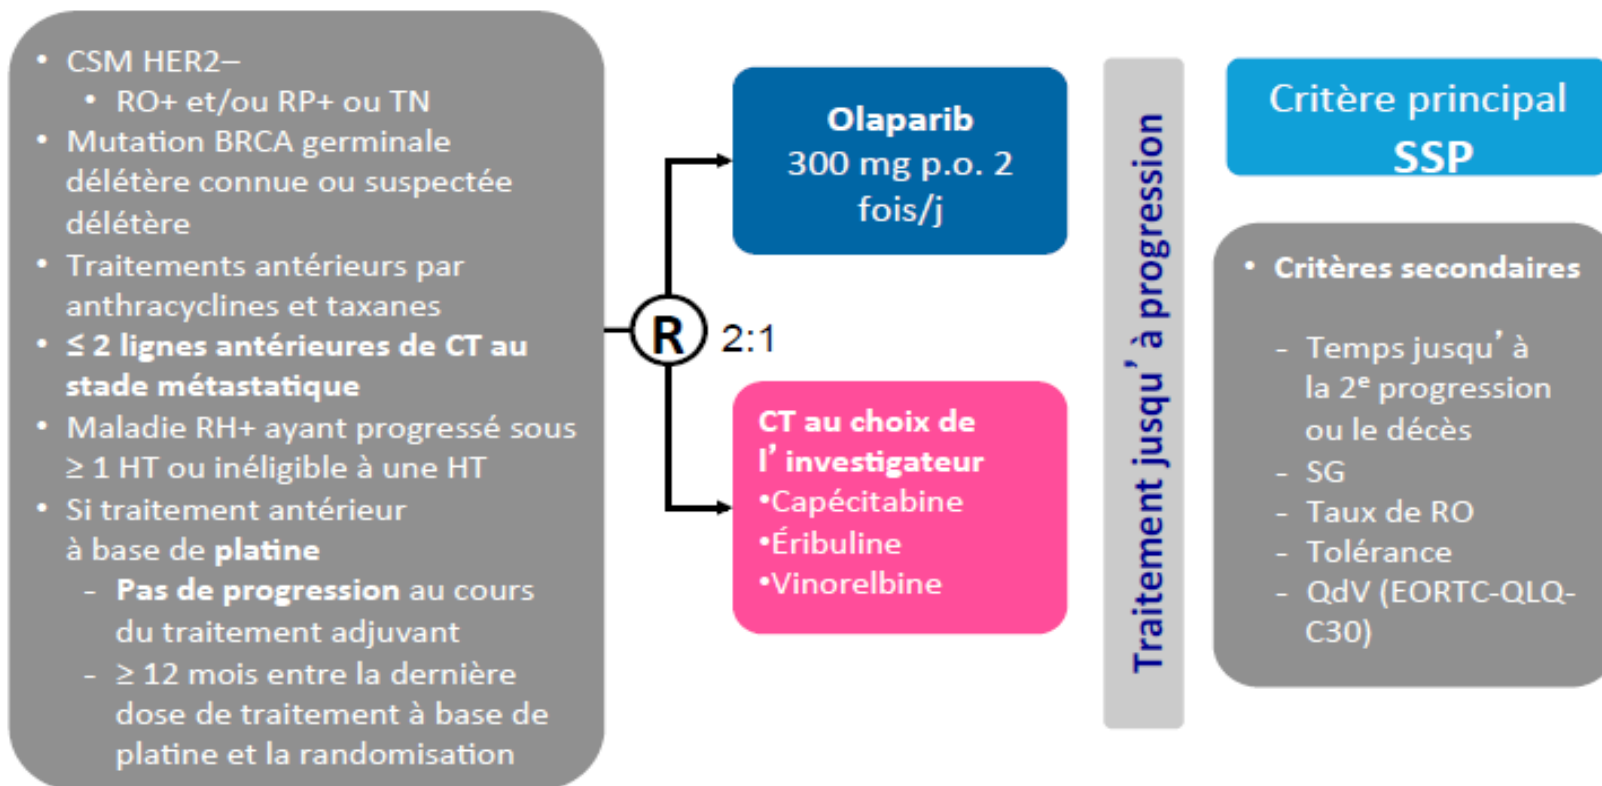 • CSM HER2–
• RO+ et/ou RP+ ou TN
• Mutation BRCA germinale
délétère connue ou suspectée
délétère
• Traitements antérieurs par
anthracyclines et taxanes
• ≤ 2 lignes antérieures de CT au
stade métastatique
• Maladie RH+ ayant progressé sous
≥ 1 HT ou inéligible à une HT
• Si traitement antérieur
à base de platine
- Pas de progression au cours
du traitement adjuvant
- ≥ 12 mois entre la dernière
dose de traitement à base de
platine et la randomisation
R
2:1
Olaparib
300 mg p.o. 2
fois/j
CT au choix de
l’ investigateur
•Capécitabine
•Éribuline
•Vinorelbine
Traitement jusqu’ à progression
Critère principal
SSP
• Critères secondaires
- Temps jusqu’ à
la 2e progression
ou le décès
- SG
- Taux de RO
- Tolérance
- QdV (EORTC-QLQ-
C30)